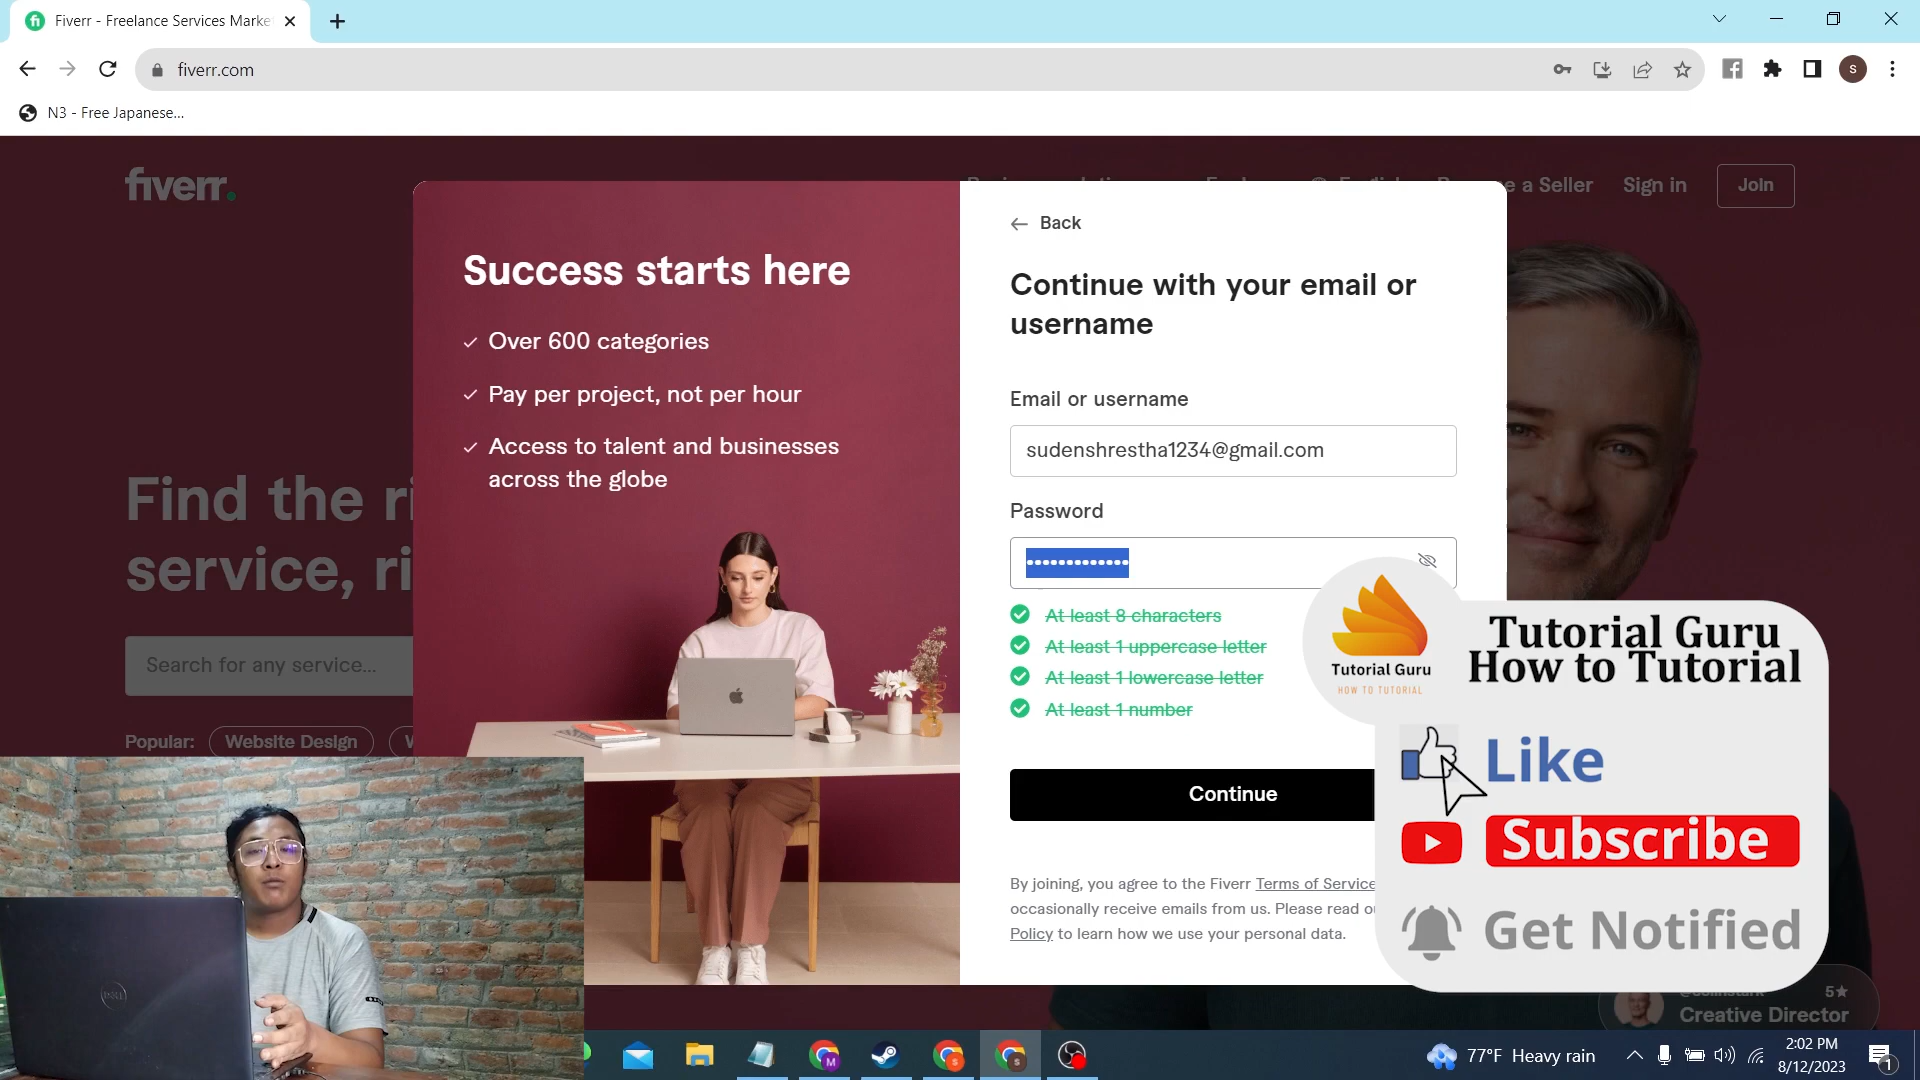 Fiverr - Freelance Services Marke
fiverr.com
S
N3 - Free Japanese...
fiverr.
e a Seller
Sign in
Join
Find the ri
service, ri
Search for any service...
Popular:
Website Design
Success starts here
Over 600 categories
Pay per project, not per hour
Access to talent and businesses
across the globe
Back
Continue with your email or
username
Email or username
sudenshrestha1234@gmail.com
Password
At least 8 characters
At least 1 uppercase letter
At least 1 lowercase letter
At least 1 number
Continue
By joining, you agree to the Fiverr Terms of Service
occasionally receive emails from us. Please read ou
Policy to learn how we use your personal data.
Tutorial Guru
HOW TO TUTORIAL
Tutorial Guru
How to Tutorial
Like
Subscribe
Get Notified
5★
Creative Director
DELL
77°F Heavy rain
2:02 PM
8/12/2023
1